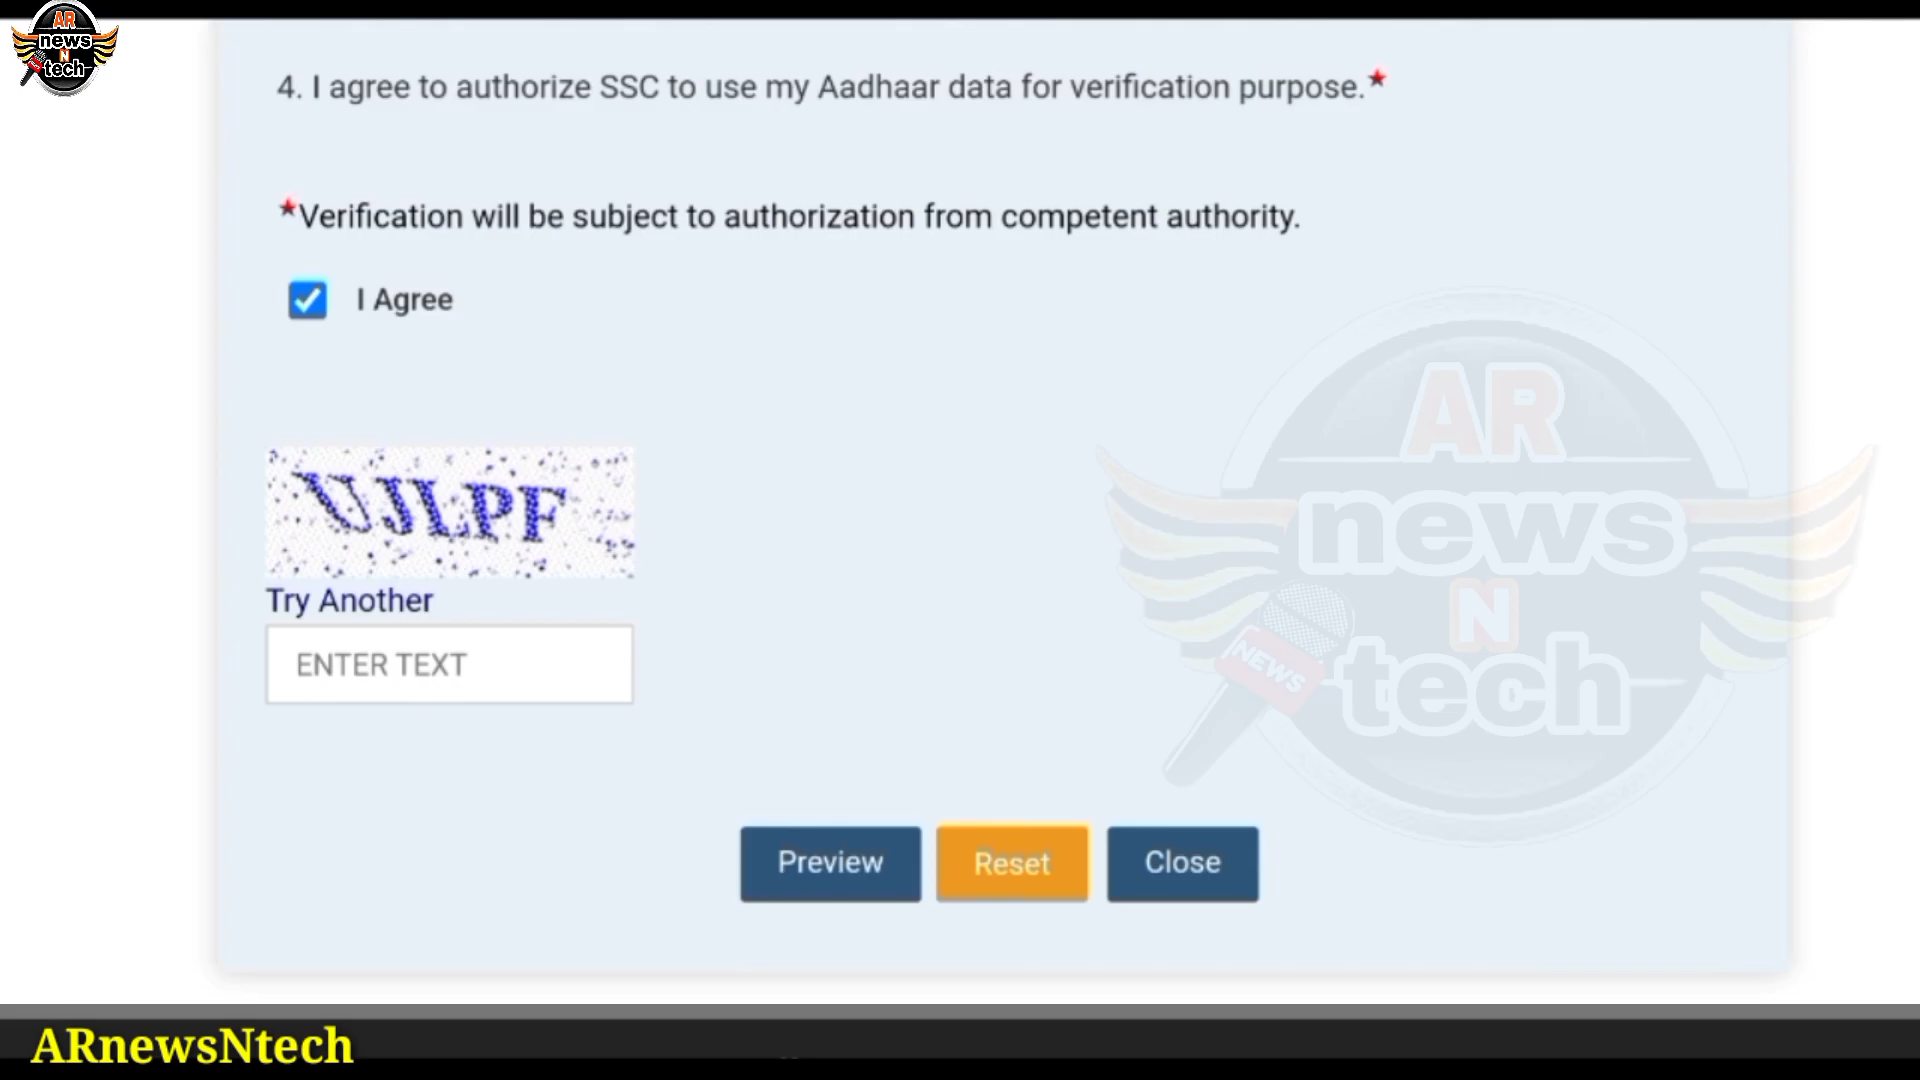 AR
news
N
tech
4. I agree to authorize SSC to use my Aadhaar data for verification purpose.*
*Verification will be subject to authorization from competent authority.
I Agree
UJLPF
Try Another
ENTER TEXT
AR
news
N
NEWS
tech
Preview
Reset
Close
ARnewsNtech